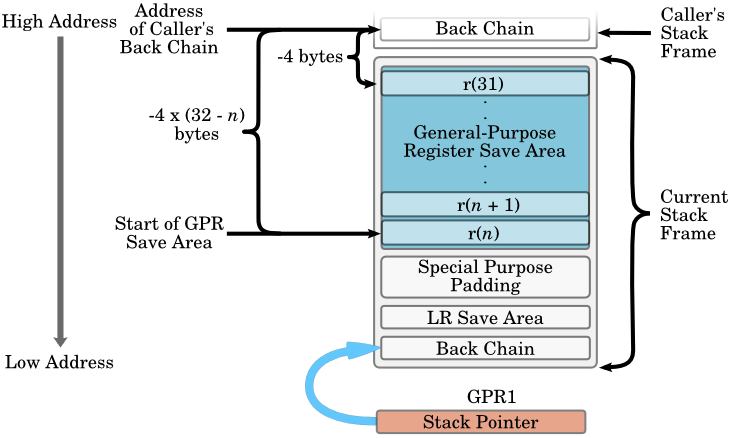 High Address
Address
of Caller's
Back Chain
Back Chain
Caller's
Stack
Frame
-4 bytes
r(31)
-4 x (32 - n)
bytes
General-Purpose
Register Save Area
r(n + 1)
Start of GPR
Save Area
r(n)
Current
Stack
Frame
Special Purpose
Padding
LR Save Area
Back Chain
Low Address
GPR1
Stack Pointer